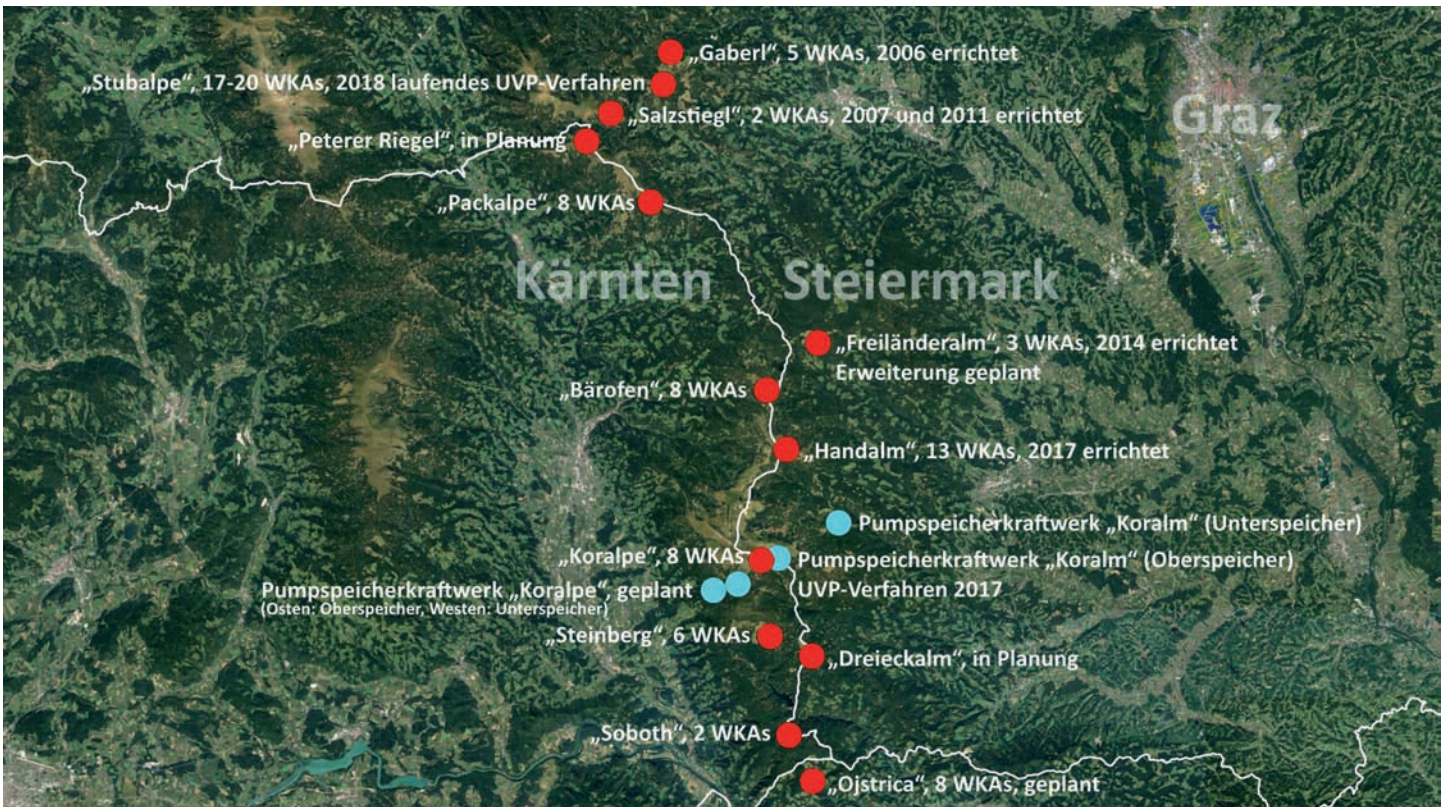 „Gaberl“, 5 WKAs, 2006 errichtet
„Stubalpe“, 17-20 WKAs, 2018 laufendes UVP-Verfahren
„Salzstiegl“, 2 WKAs, 2007 und 2011 errichtet
Graz
„Peterer Riegel“, in Planung
„Packalpe“, 8 WKAs
Kärnten
Steiermark
„Freiländeralm“, 3 WKAs, 2014 errichtet
Erweiterung geplant
„Bärofen“, 8 WKAs
„Handalm“, 13 WKAs, 2017 errichtet
Pumpspeicherkraftwerk „Koralm“ (Unterspeicher)
„Koralpe“, 8 WKAs
Pumpspeicherkraftwerk „Koralm“ (Oberspeicher)
UVP-Verfahren 2017
Pumpspeicherkraftwerk „Koralpe“, geplant
(Osten: Oberspeicher, Westen: Unterspeicher)
„Steinberg“, 6 WKAs
„Dreieckalm“, in Planung
„Soboth“, 2 WKAs
„Ojstrica“, 8 WKAs, geplant